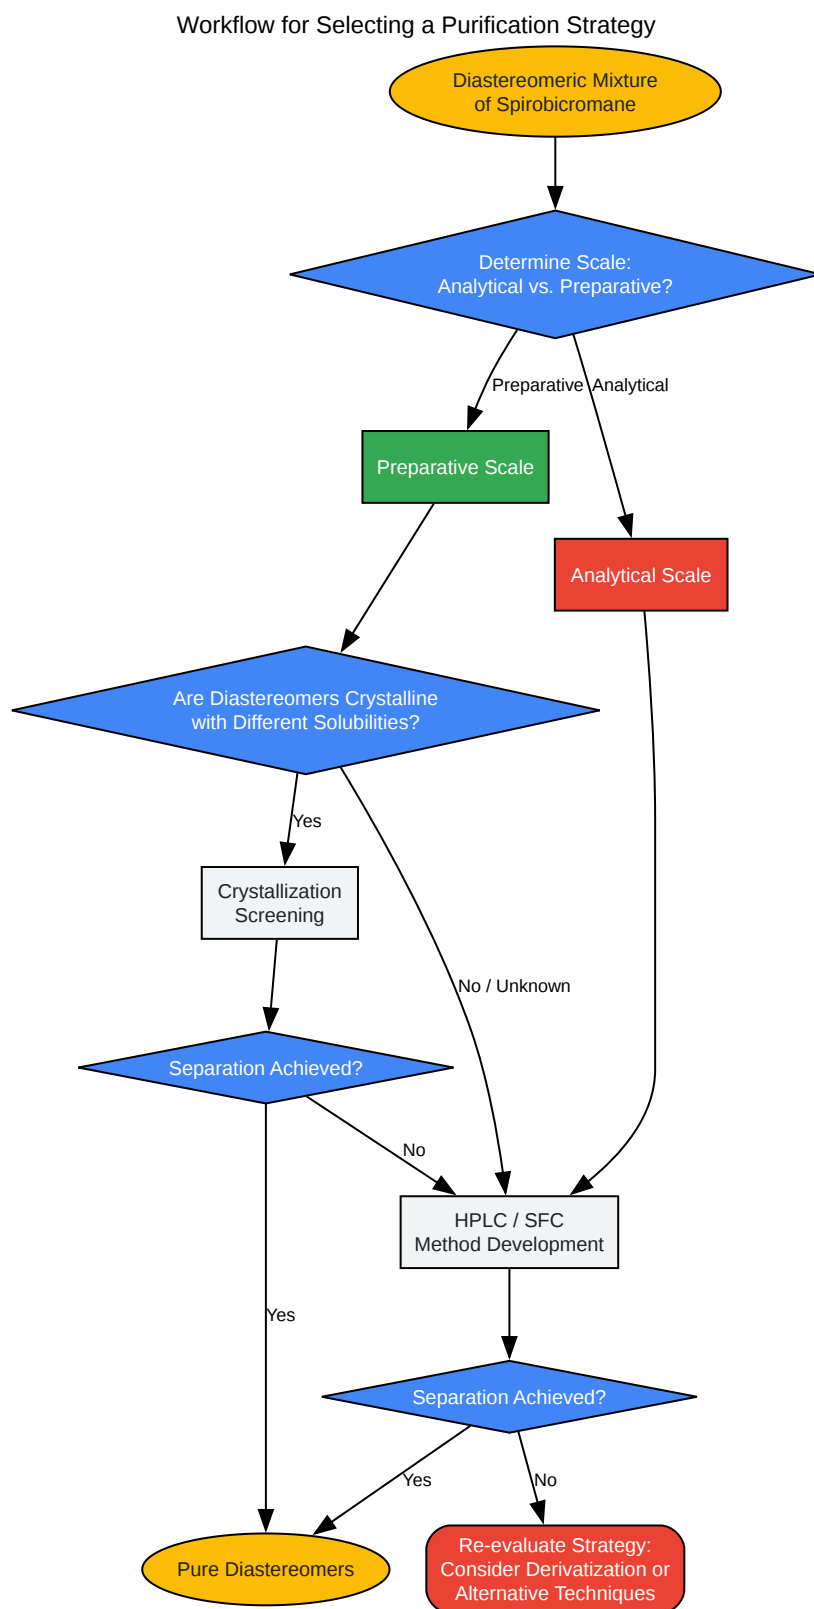 Workflow for Selecting a Purification Strategy
Diastereomeric Mixture
of Spirobicromane
Determine Scale:
Analytical vs. Preparative?
Preparative
Analytical
Preparative Scale
Analytical Scale
Are Diastereomers Crystalline
with Different Solubilities?
Yes
Crystallization
Screening
No / Unknown
Separation Achieved?
No
HPLC / SFC
Method Development
Yes
Separation Achieved?
Yes
No
Pure Diastereomers
Re-evaluate Strategy:
Consider Derivatization or
Alternative Techniques